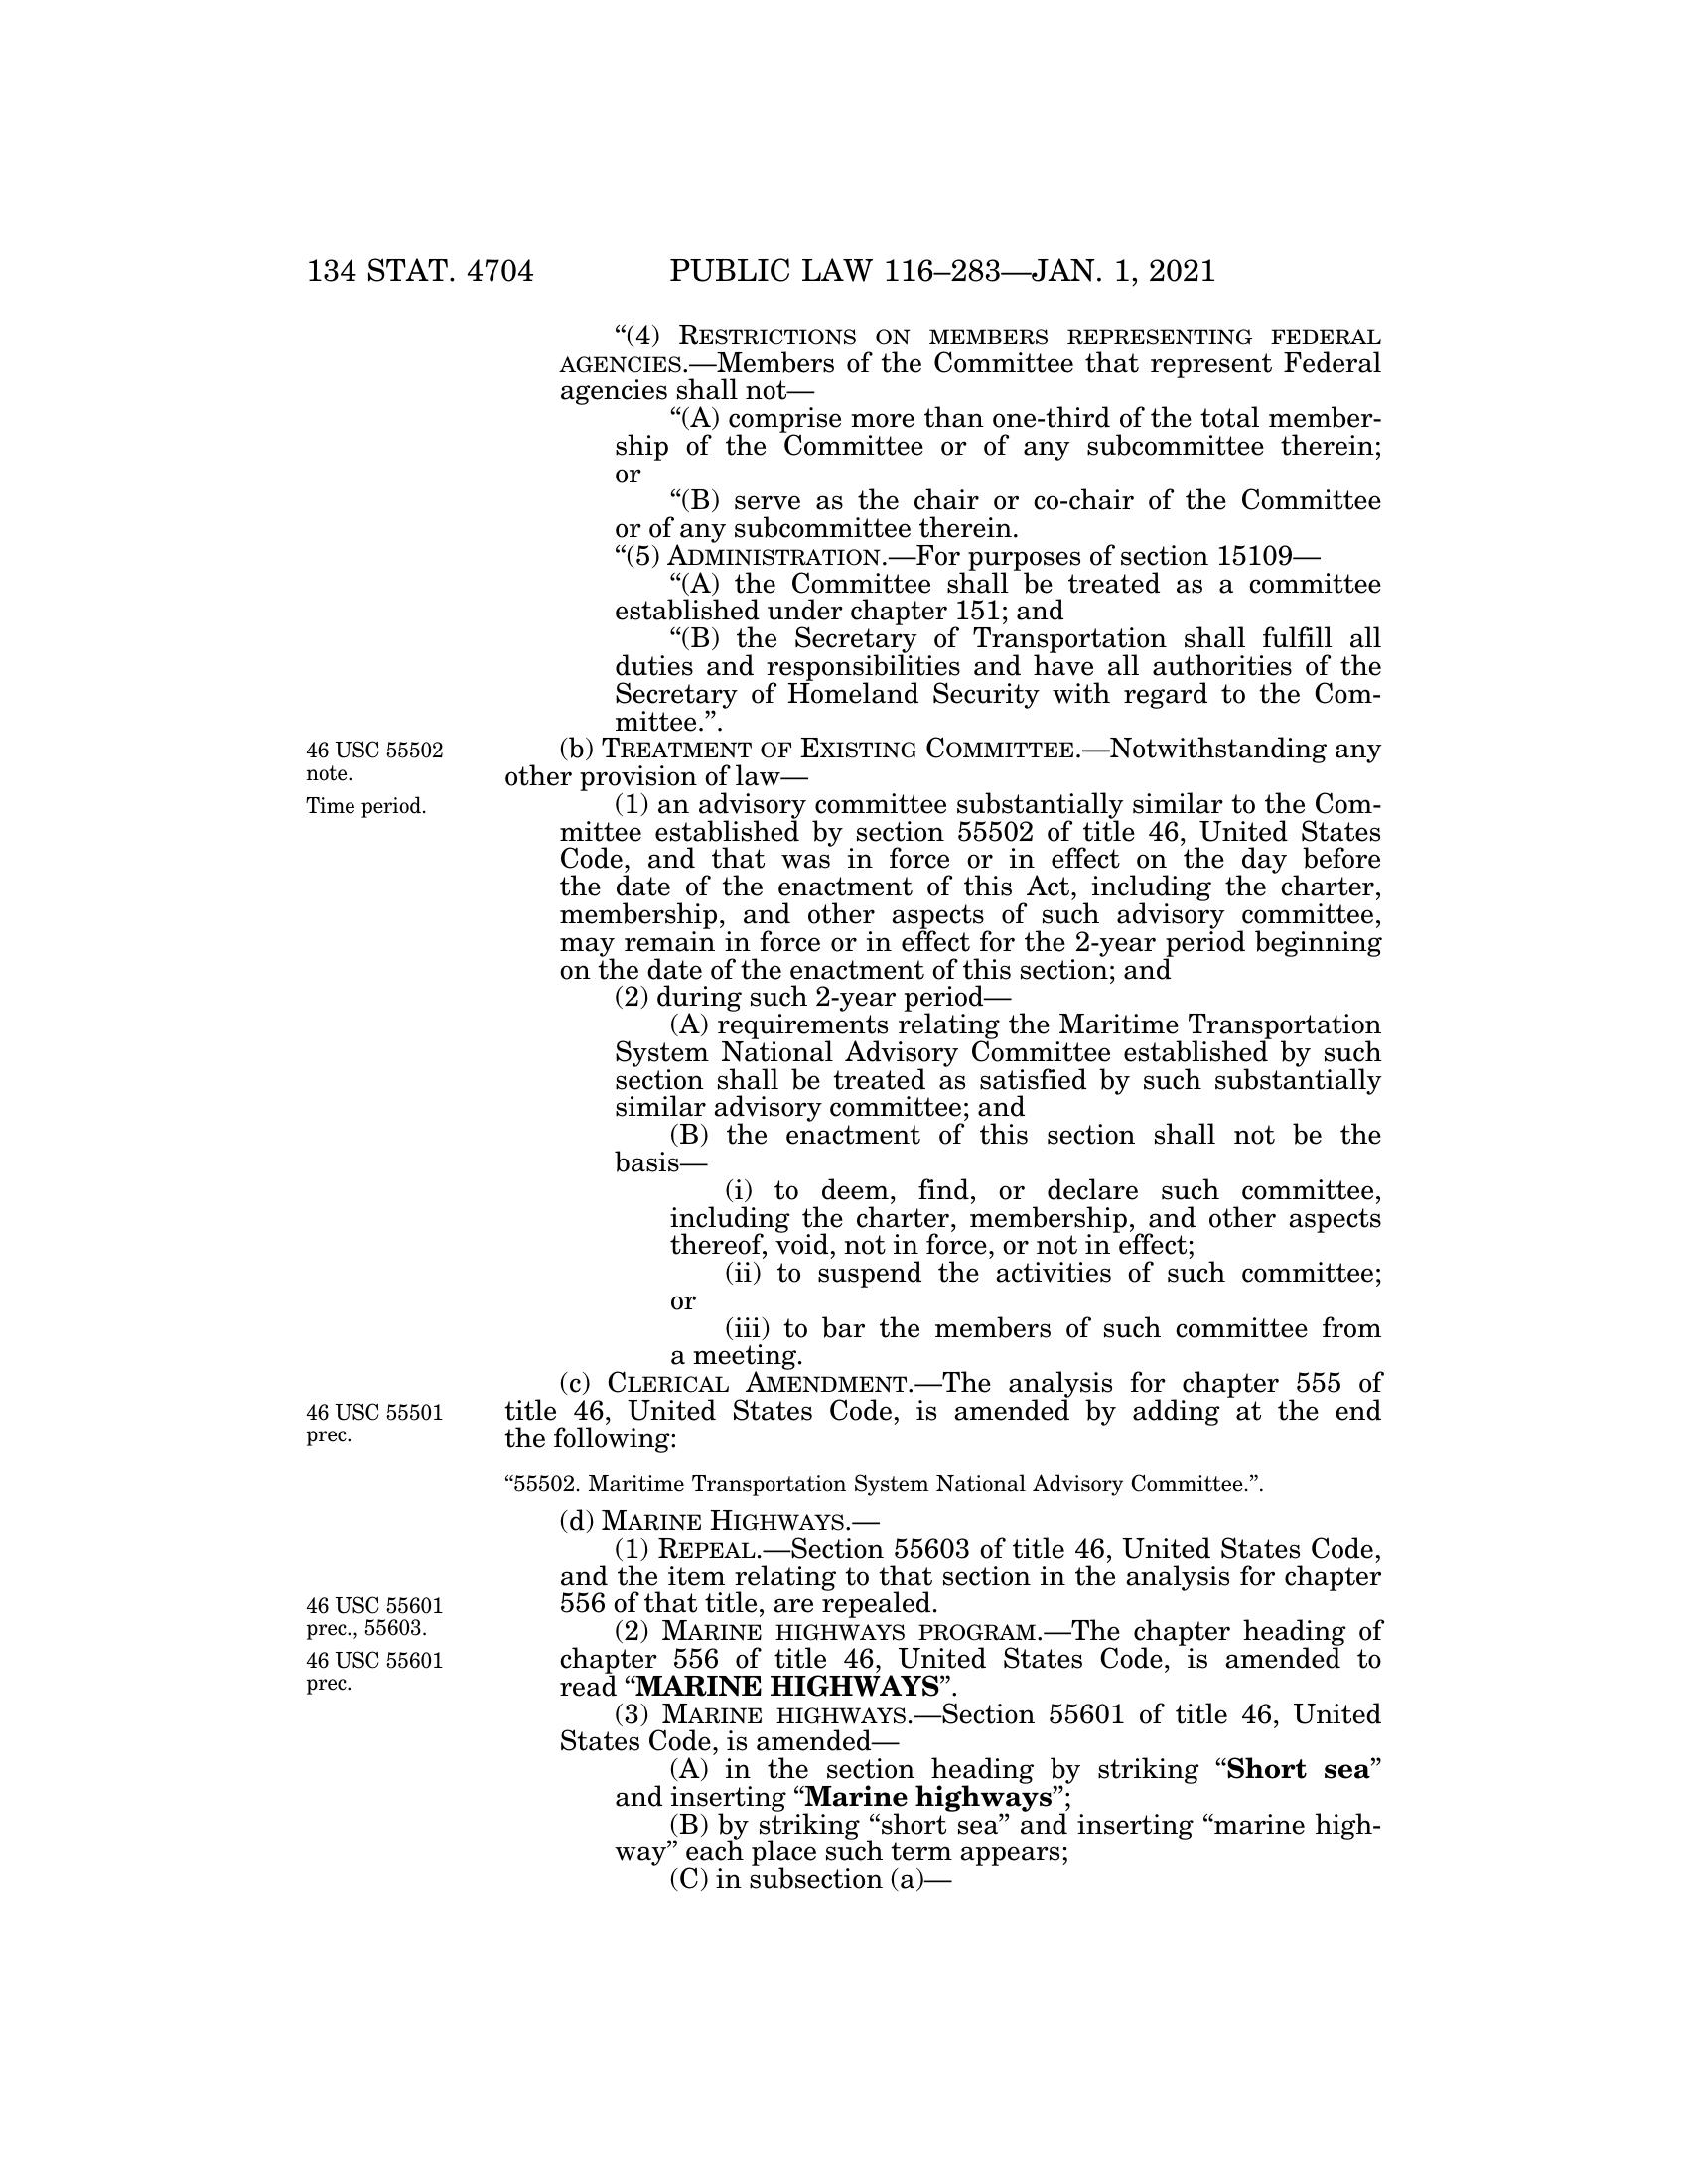 134 STAT. 4704 PUBLIC LAW 116–283—JAN. 1, 2021
“(4) RESTRICTIONS ON MEMBERS REPRESENTING FEDERAL
AGENCIES.—Members of the Committee that represent Federal
agencies shall not—
“(A) comprise more than one-third of the total member-
ship of the Committee or of any subcommittee therein;
or
“(B) serve as the chair or co-chair of the Committee
or of any subcommittee therein.
“(5) ADMINISTRATION.—For purposes of section 15109—
“(A) the Committee shall be treated as a committee
established under chapter 151; and
“(B) the Secretary of Transportation shall fulfill all
duties and responsibilities and have all authorities of the
Secretary of Homeland Security with regard to the Com-
mittee.”.
(b) TREATMENT OF EXISTING COMMITTEE.—Notwithstanding any
other provision of law—
(1) an advisory committee substantially similar to the Com-
mittee established by section 55502 of title 46, United States
Code, and that was in force or in effect on the day before
the date of the enactment of this Act, including the charter,
membership, and other aspects of such advisory committee,
may remain in force or in effect for the 2-year period beginning
on the date of the enactment of this section; and
(2) during such 2-year period—
(A) requirements relating the Maritime Transportation
System National Advisory Committee established by such
section shall be treated as satisfied by such substantially
similar advisory committee; and
(B) the enactment of this section shall not be the
basis—
(i) to deem, find, or declare such committee,
including the charter, membership, and other aspects
thereof, void, not in force, or not in effect;
(ii) to suspend the activities of such committee;
or
(iii) to bar the members of such committee from
a meeting.
(c) CLERICAL AMENDMENT.—The analysis for chapter 555 of
title 46, United States Code, is amended by adding at the end
the following:
“55502. Maritime Transportation System National Advisory Committee.”.
(d) MARINE HIGHWAYS.—
(1) REPEAL.—Section 55603 of title 46, United States Code,
and the item relating to that section in the analysis for chapter
556 of that title, are repealed.
(2) MARINE HIGHWAYS PROGRAM.—The chapter heading of
chapter 556 of title 46, United States Code, is amended to
read “MARINE HIGHWAYS”.
(3) MARINE HIGHWAYS.—Section 55601 of title 46, United
States Code, is amended—
(A) in the section heading by striking “Short sea”
and inserting “Marine highways”;
(B) by striking “short sea” and inserting “marine high-
way” each place such term appears;
(C) in subsection (a)—
46 USC 55502
note.
Time period.
46 USC 55501
prec.
46 USC 55601
prec., 55603.
46 USC 55601
prec.